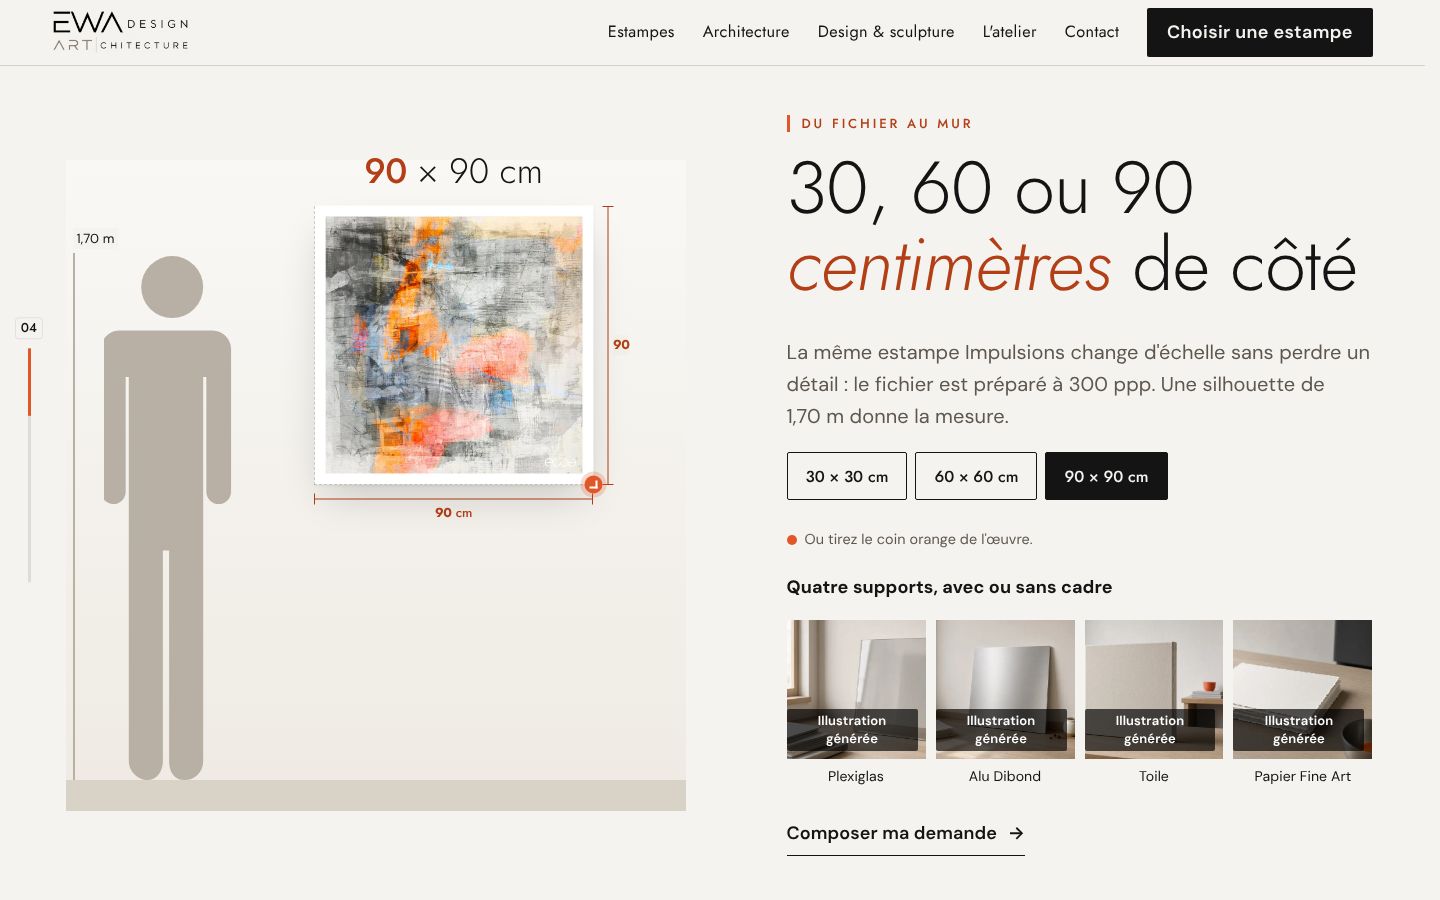 EWA DESIGN
ART CHITECTURE
Estampes
Architecture
Design & sculpture
L'atelier
Contact
Choisir une estampe
90 × 90 cm
1,70 m
04
90
90 cm
DU FICHIER AU MUR
30, 60 ou 90
centimètres de côté
La même estampe Impulsions change d'échelle sans perdre un
détail : le fichier est préparé à 300 ppp. Une silhouette de
1,70 m donne la mesure.
30 × 30 cm
60 × 60 cm
90 × 90 cm
Ou tirez le coin orange de l'œuvre.
Quatre supports, avec ou sans cadre
Illustration
générée
Illustration
générée
Illustration
générée
Illustration
générée
Plexiglas
Alu Dibond
Toile
Papier Fine Art
Composer ma demande →